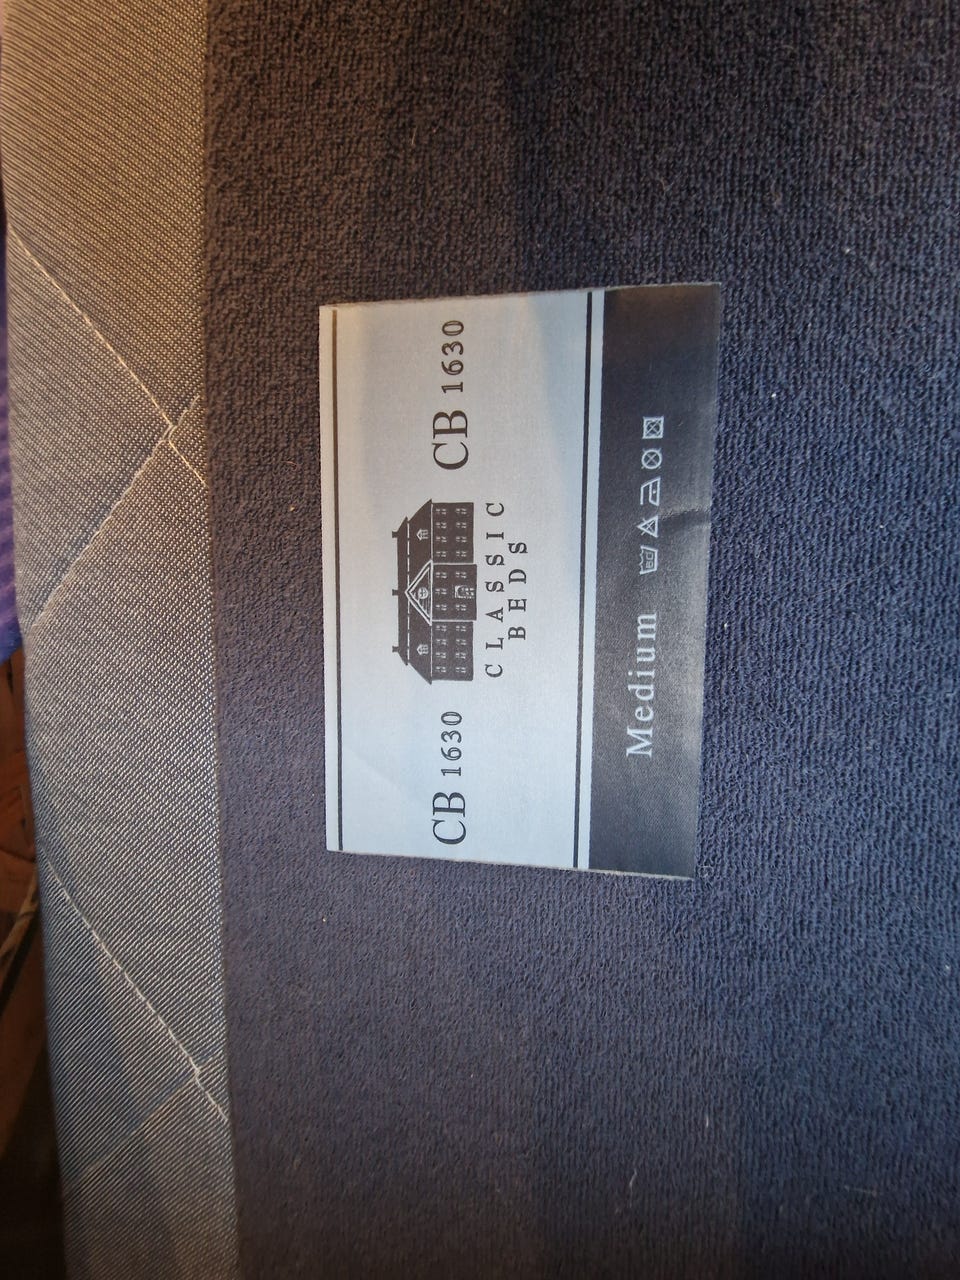 CB 1630
CLASSIC
BEDS
CB 1630
Medium